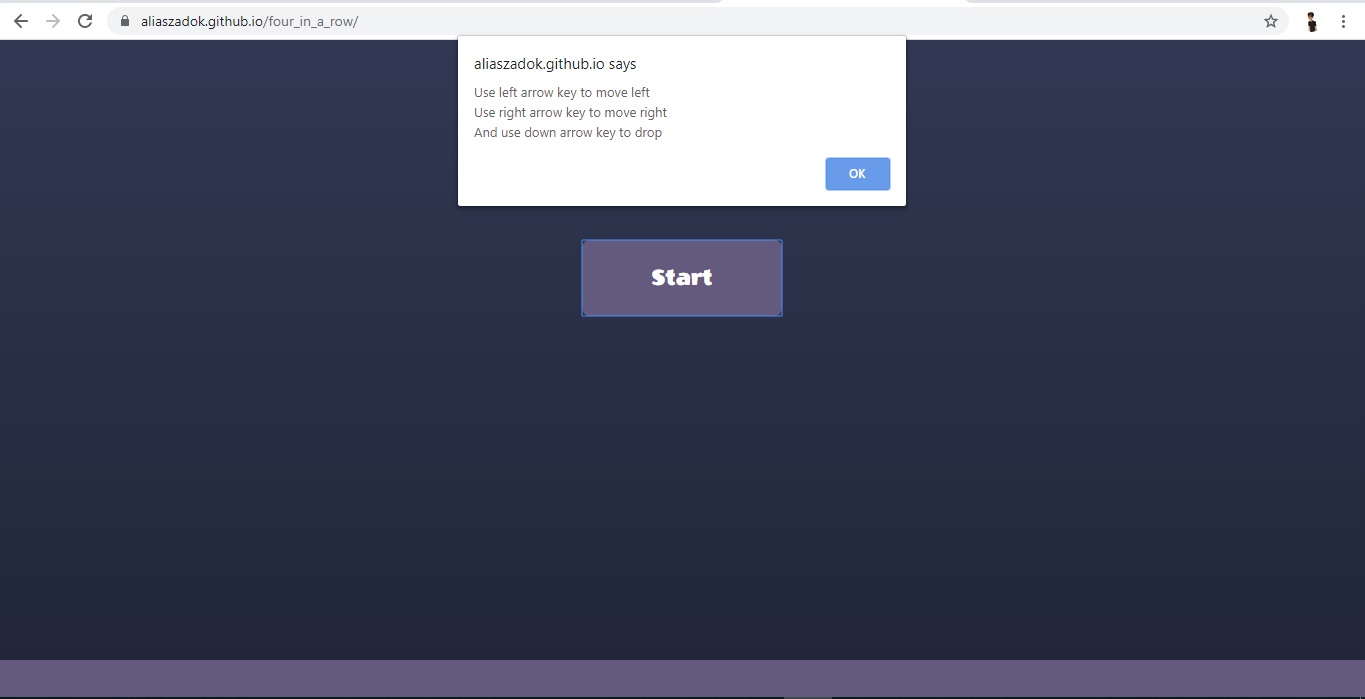 aliaszadok.github.io/four_in_a_row/
aliaszadok.github.io says
Use left arrow key to move left
Use right arrow key to move right
And use down arrow key to drop
OK
Start